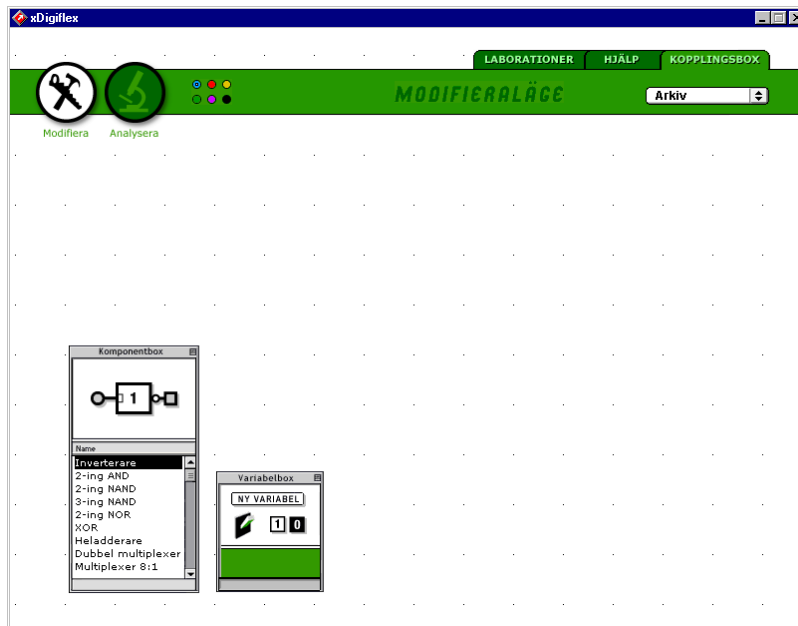 xDigiflex
LABORATIONER HJÄLP KOPPLINGSBOX
MODIFIERALÄGE
Arkiv
Modifiera Analysera
Komponentbox
1
Name
Inverterare
2-ing AND
2-ing NAND
3-ing NAND
2-ing NOR
XOR
Heladderare
Dubbel multiplexer
Multiplexer 8:1
Variabelbox
NY VARIABEL
1 0